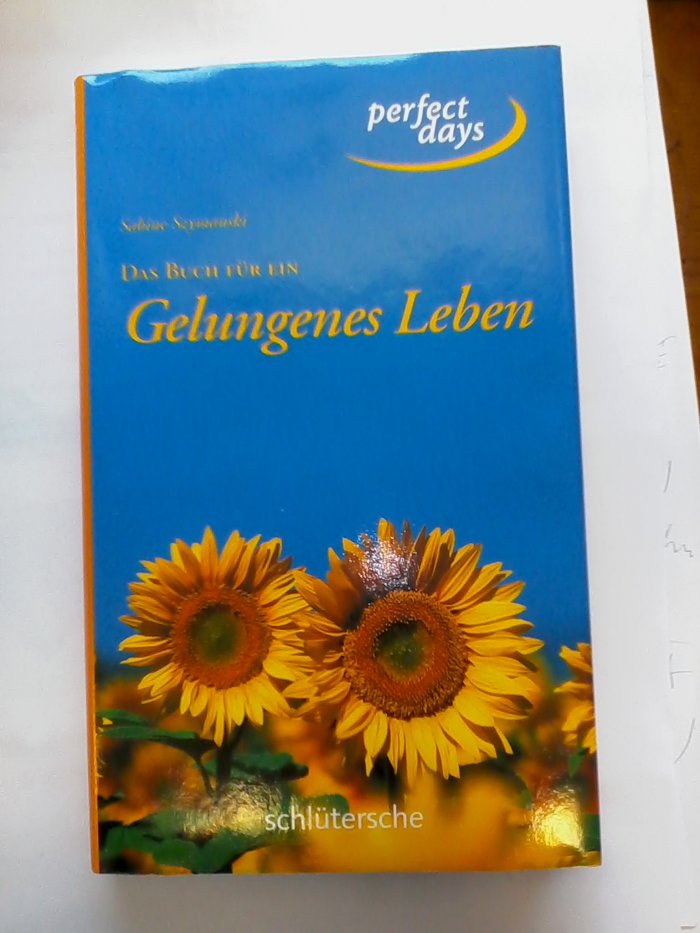 perfect
days
Sabine Szymanski
DAS BUCH FÜR EIN
Gelungenes Leben
schlütersche